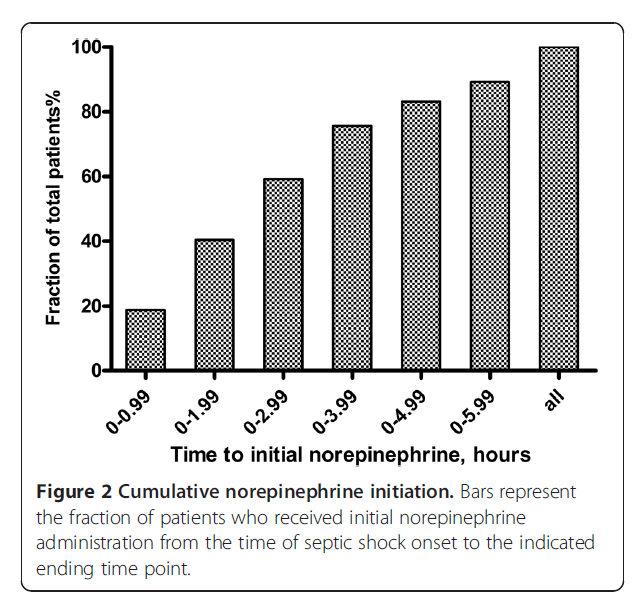 100
80
60
40
20
0
Fraction of total patients%
0-0.99
0-1.99
0-2.99
0-3.99
0-4.99
0-5.99
all
Time to initial norepinephrine, hours
Figure 2 Cumulative norepinephrine initiation. Bars represent
the fraction of patients who received initial norepinephrine
administration from the time of septic shock onset to the indicated
ending time point.